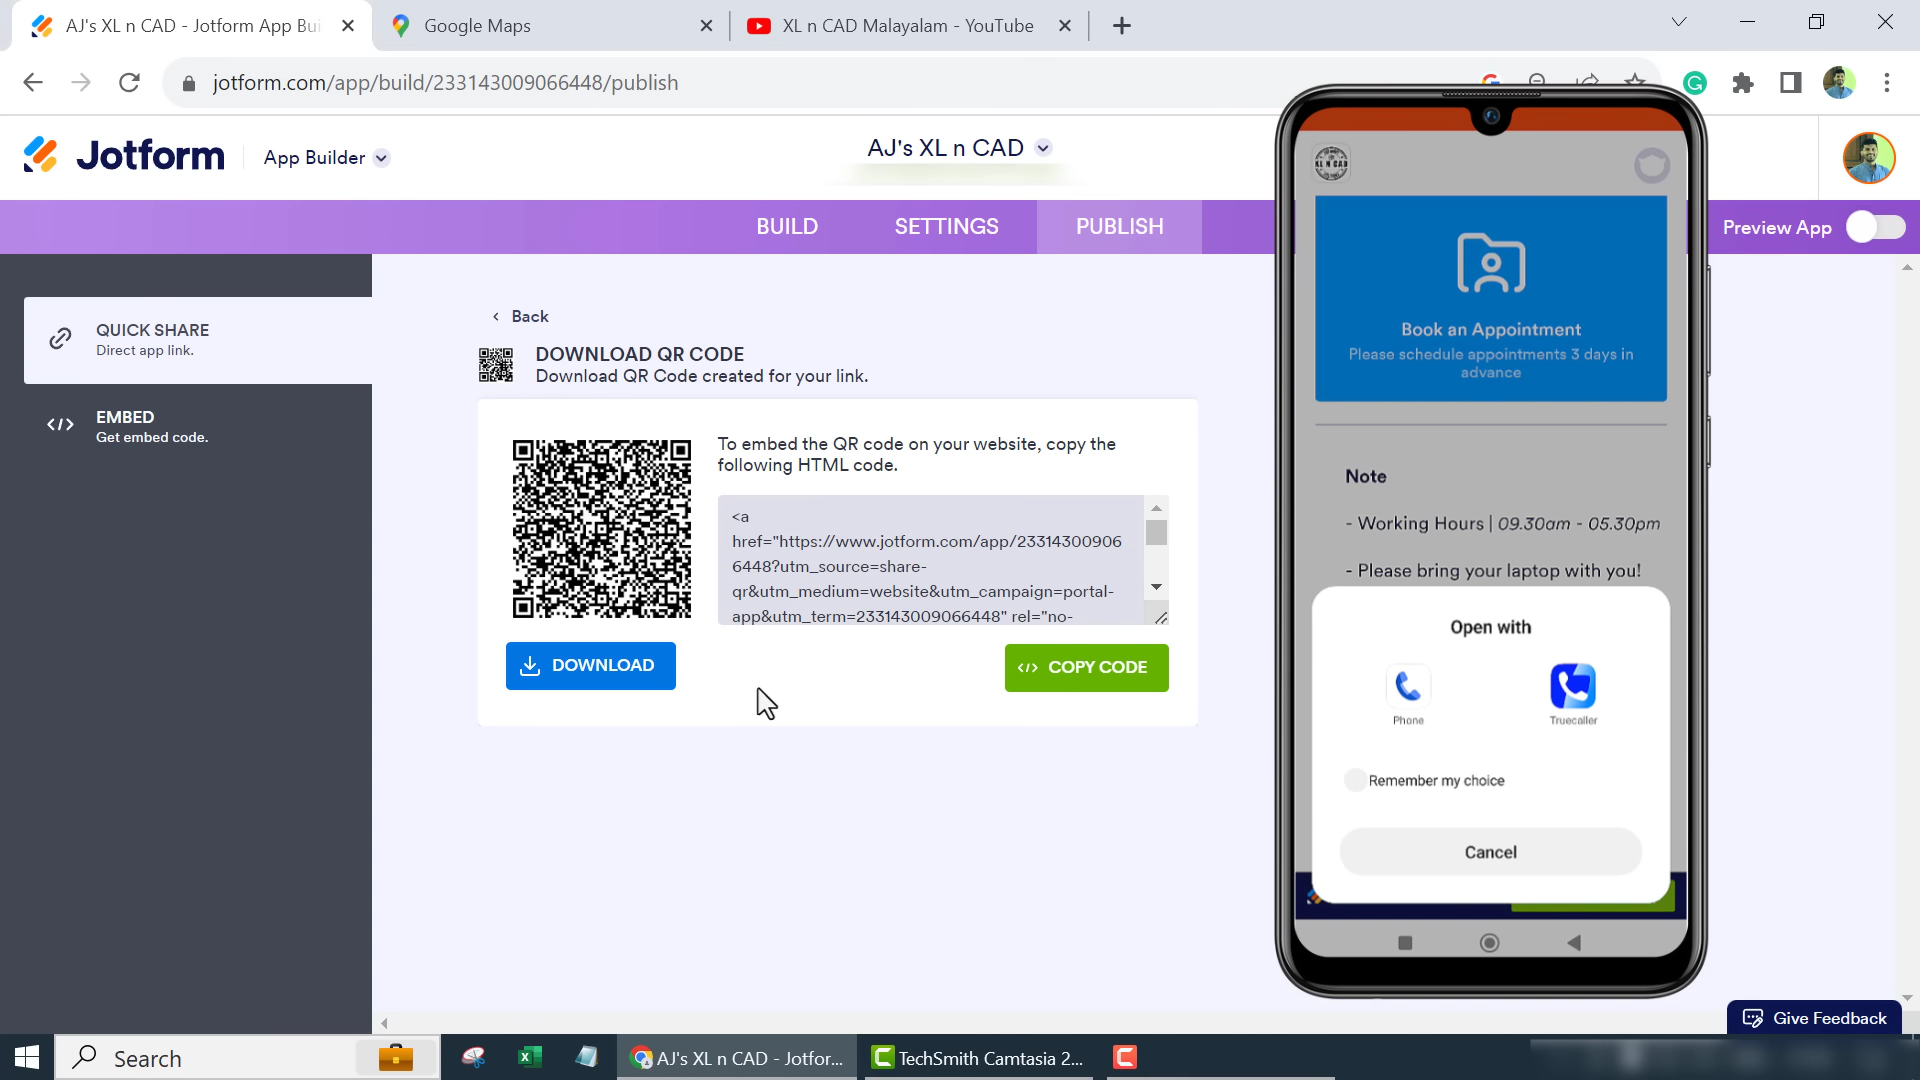 AJ's XL n CAD - Jotform App Bui
Google Maps
XL n CAD Malayalam - YouTube
jotform.com/app/build/233143009066448/publish
Jotform
App Builder
AJ's XL n CAD
BUILD
SETTINGS
PUBLISH
Preview App
QUICK SHARE
Direct app link.
EMBED
Get embed code.
Back
DOWNLOAD QR CODE
Download QR Code created for your link.
To embed the QR code on your website, copy the
following HTML code.
<a
href="https://www.jotform.com/app/23314300906
6448?utm_source=share-
qr&utm_medium=website&utm_campaign=portal-
app&utm_term=233143009066448" rel="no-
DOWNLOAD
</> COPY CODE
XL N CAD
Book an Appointment
Please schedule appointments 3 days in
advance
Note
- Working Hours | 09.30am - 05.30pm
- Please bring your laptop with you!
Open with
Phone
Truecaller
Remember my choice
Cancel
Give Feedback
Search
AJ's XL n CAD - Jotfor...
TechSmith Camtasia 2...